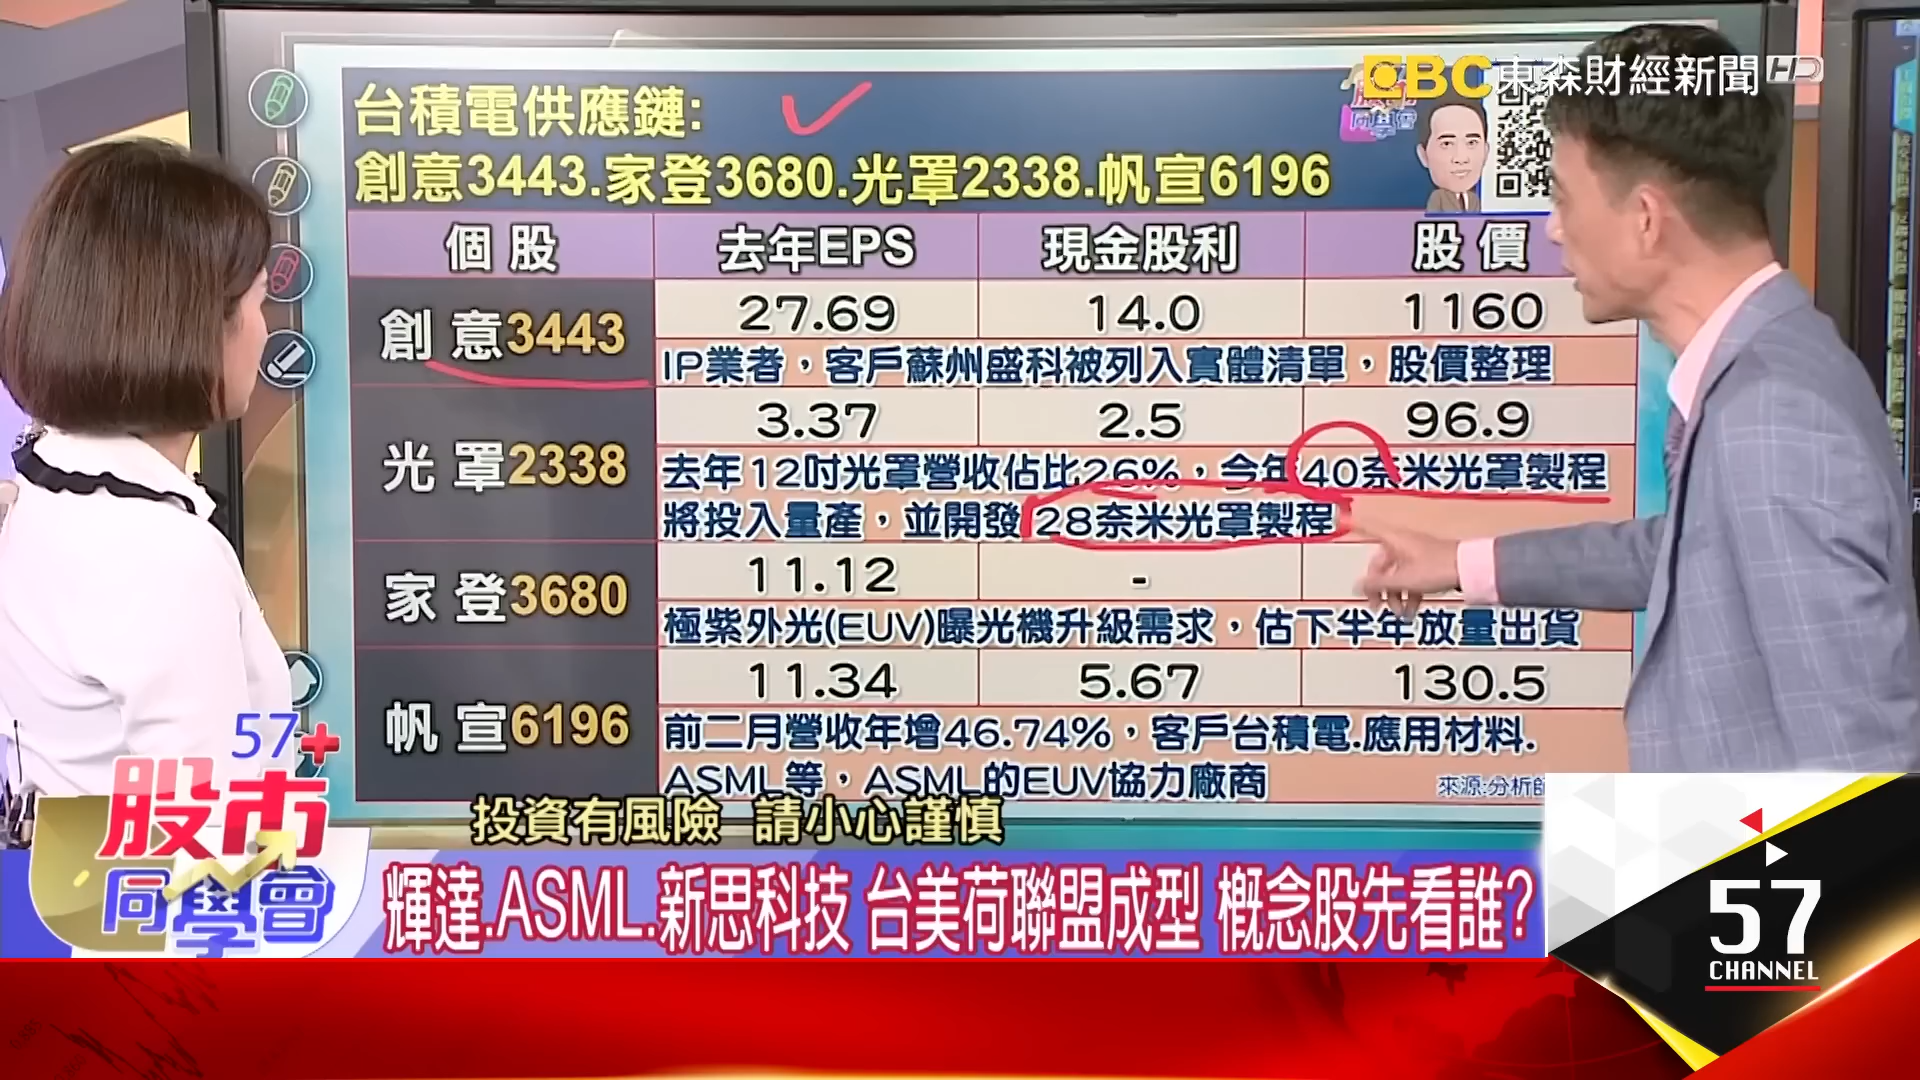 EBC東森財經新聞HD
台積電供應鏈:
創意3443.家登3680.光罩2338.帆宣6196
個股 去年EPS 現金股利 股價
創意3443 27.69 14.0 1160
IP業者，客戶蘇州盛科被列入實體清單，股價整理
光罩2338 3.37 2.5 96.9
去年12吋光罩營收佔比26%，今年40奈米光罩製程
將投入量產，並開發28奈米光罩製程
家登3680 11.12 -
極紫外光(EUV)曝光機升級需求，估下半年放量出貨
帆宣6196 11.34 5.67 130.5
前二月營收年增46.74%，客戶台積電.應用材料.
ASML等，ASML的EUV協力廠商
來源:分析師
投資有風險 請小心謹慎
57+
股市
同學會
輝達.ASML.新思科技 台美荷聯盟成型 概念股先看誰?
57
CHANNEL